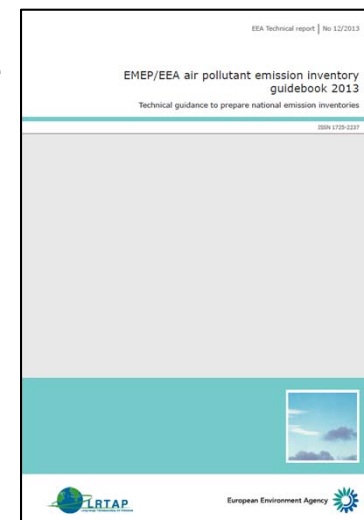 EEA Technical report | No 12/2013
EMEP/EEA air pollutant emission inventory
guidebook 2013
Technical guidance to prepare national emission inventories
ISSN 1725-2237
LRTAP
European Environment Agency